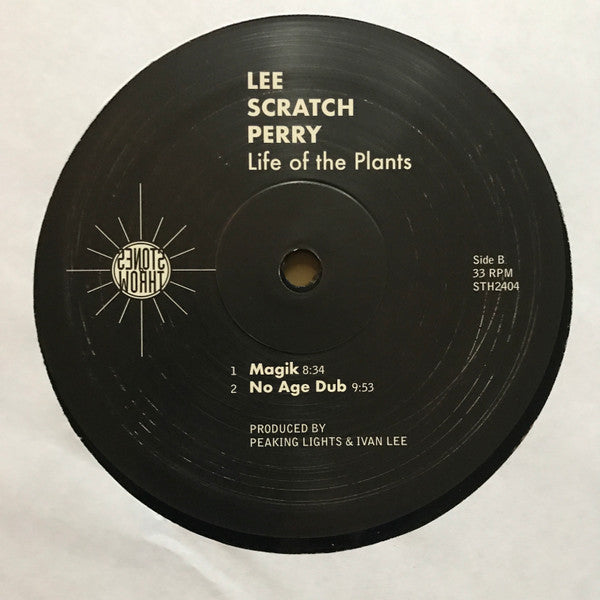 LEE
SCRATCH
PERRY
Life of the Plants
STONES
THROW
Side B
33 RPM
STH2404
1 Magik 8:34
2 No Age Dub 9:53
PRODUCED BY
PEAKING LIGHTS & IVAN LEE